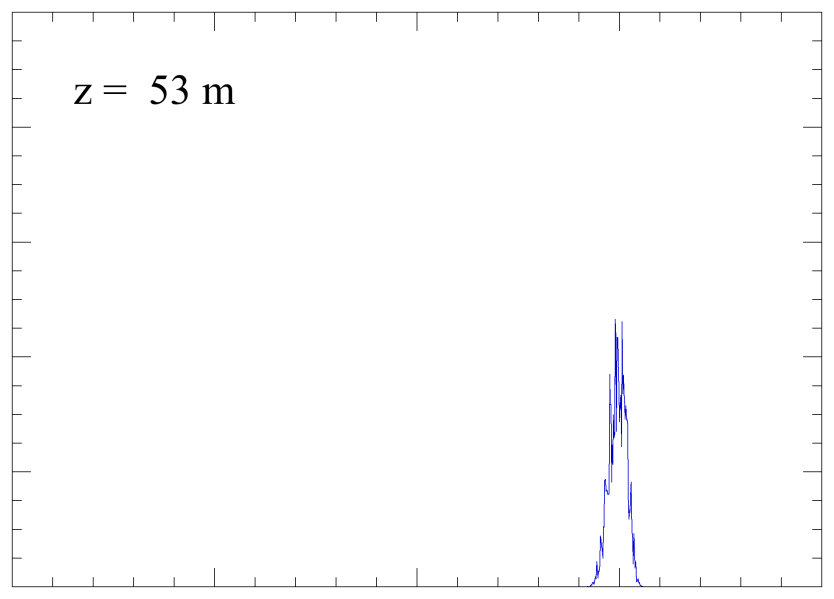 z = 53 m